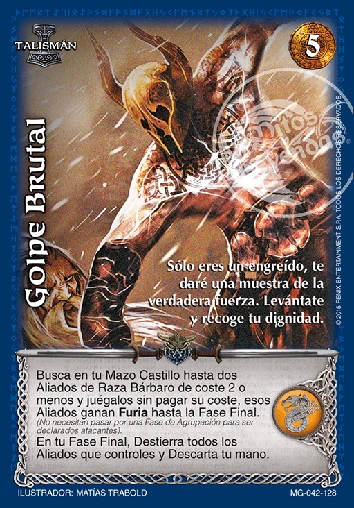 TALISMÁN
5
Golpe Brutal
Sólo eres un engreído, te
daré una muestra de la
verdadera fuerza. Levántate
y recoge tu dignidad.
Busca en tu Mazo Castillo hasta dos
Aliados de Raza Bárbaro de coste 2 o
menos y juégalos sin pagar su coste, esos
Aliados ganan Furia hasta la Fase Final.
(No necesitan pasar por una Fase de Agrupación para ser
declarados atacantes).
En tu Fase Final, Destierra todos los
Aliados que controles y Descarta tu mano.
ILUSTRADOR: MATÍAS TRABOLD
MG-042-128